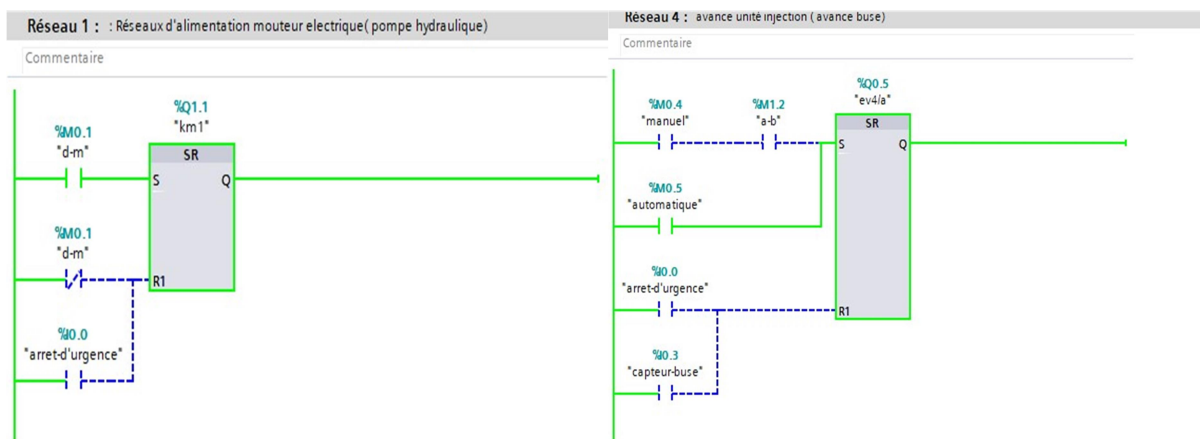 Réseau 1 : : Réseaux d'alimentation mouteur electrique( pompe hydraulique)
Commentaire
%Q1.1
"km1"
%M0.1
"d-m"
SR
S
Q
%M0.1
"d-m"
R1
%I0.0
"arret-d'urgence"
Réseau 4 : avance unité injection ( avance buse)
Commentaire
%Q0.5
"ev4/a"
%M0.4
"manuel"
%M1.2
"a-b"
SR
S
Q
%M0.5
"automatique"
%I0.0
"arret-d'urgence"
R1
%I0.3
"capteur-buse"